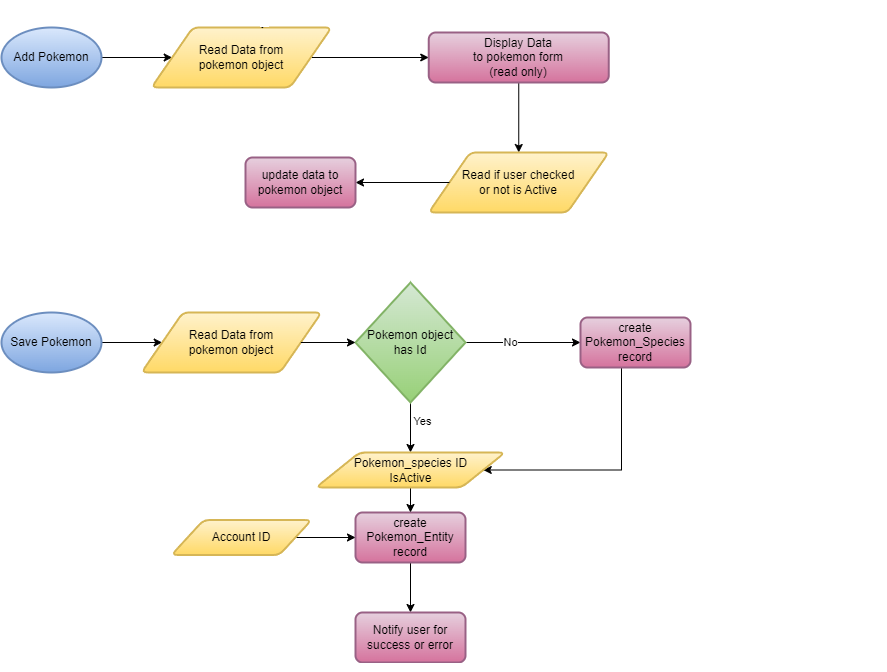 Add Pokemon
Read Data from
pokemon object
Display Data
to pokemon form
(read only)
update data to
pokemon object
Read if user checked
or not is Active
Save Pokemon
Read Data from
pokemon object
Pokemon object
has Id
No
create
Pokemon_Species
record
Yes
Pokemon_species ID
IsActive
Account ID
create
Pokemon_Entity
record
Notify user for
success or error